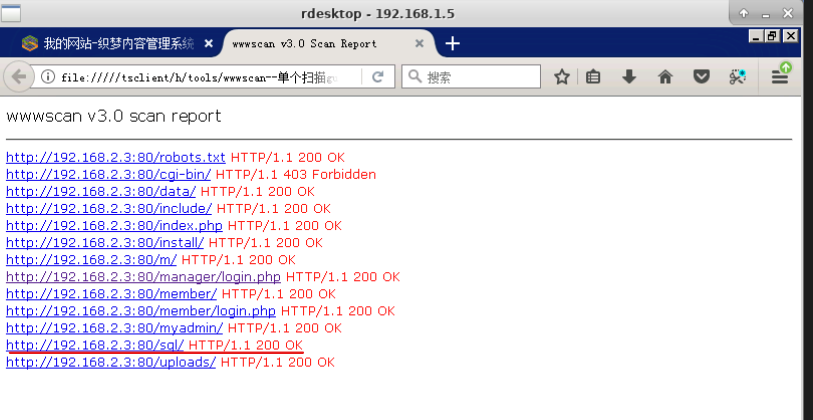 rdesktop - 192.168.1.5
我的网站-织梦内容管理系统
wwwscan v3.0 Scan Report
file://///tsclient/h/tools/wwwscan--单个扫描
搜索
wwwscan v3.0 scan report
http://192.168.2.3:80/robots.txt HTTP/1.1 200 OK
http://192.168.2.3:80/cgi-bin/ HTTP/1.1 403 Forbidden
http://192.168.2.3:80/data/ HTTP/1.1 200 OK
http://192.168.2.3:80/include/ HTTP/1.1 200 OK
http://192.168.2.3:80/index.php HTTP/1.1 200 OK
http://192.168.2.3:80/install/ HTTP/1.1 200 OK
http://192.168.2.3:80/m/ HTTP/1.1 200 OK
http://192.168.2.3:80/manager/login.php HTTP/1.1 200 OK
http://192.168.2.3:80/member/ HTTP/1.1 200 OK
http://192.168.2.3:80/member/login.php HTTP/1.1 200 OK
http://192.168.2.3:80/myadmin/ HTTP/1.1 200 OK
http://192.168.2.3:80/sql/ HTTP/1.1 200 OK
http://192.168.2.3:80/uploads/ HTTP/1.1 200 OK